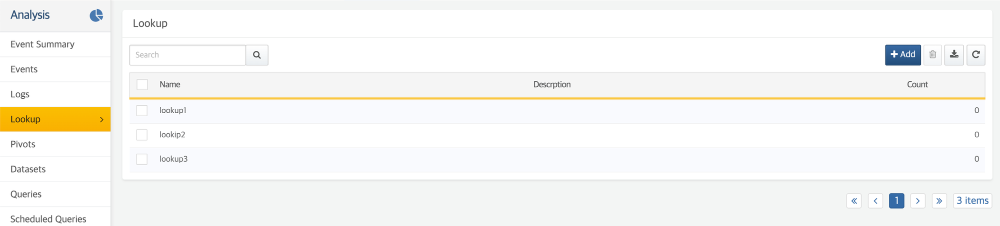 Analysis
Event Summary
Events
Logs
Lookup
Pivots
Datasets
Queries
Scheduled Queries
Lookup
Search
Add
Name Descrption Count
lookup1 0
lookip2 0
lookup3 0
« < 1 > » 3 items